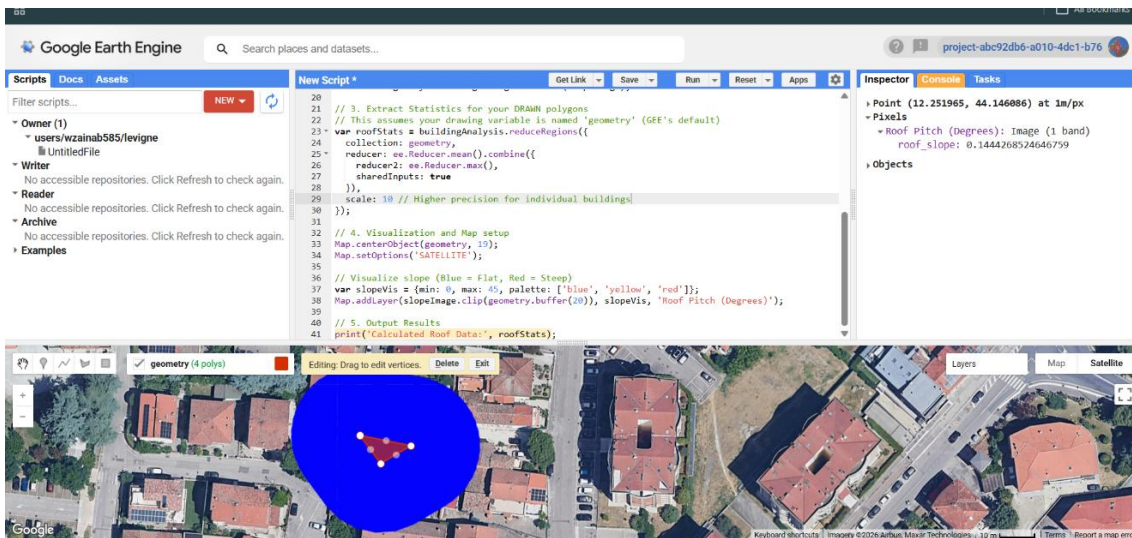 All Bookmarks
Google Earth Engine
Search places and datasets...
project-abc92db6-a010-4dc1-b76
Scripts Docs Assets
Filter scripts...
NEW
Owner (1)
users/wzainab585/levigne
UntitledFile
Writer
No accessible repositories. Click Refresh to check again.
Reader
No accessible repositories. Click Refresh to check again.
Archive
No accessible repositories. Click Refresh to check again.
Examples
New Script *
Get Link Save Run Reset Apps
20
21 // 3. Extract Statistics for your DRAWN polygons
22 // This assumes your drawing variable is named 'geometry' (GEE's default)
23 var roofStats = buildingAnalysis.reduceRegions({
24 collection: geometry,
25 reducer: ee.Reducer.mean().combine({
26 reducer2: ee.Reducer.max(),
27 sharedInputs: true
28 }),
29 scale: 10 // Higher precision for individual buildings
30 });
31
32 // 4. Visualization and Map setup
33 Map.centerObject(geometry, 19);
34 Map.setOptions('SATELLITE');
35
36 // Visualize slope (Blue = Flat, Red = Steep)
37 var slopeVis = {min: 0, max: 45, palette: ['blue', 'yellow', 'red']};
38 Map.addLayer(slopeImage.clip(geometry.buffer(20)), slopeVis, 'Roof Pitch (Degrees)');
39
40 // 5. Output Results
41 print('Calculated Roof Data:', roofStats);
Inspector Console Tasks
Point (12.251965, 44.146086) at 1m/px
Pixels
Roof Pitch (Degrees): Image (1 band)
roof_slope: 0.1444268524646759
Objects
geometry (4 polys)
Editing: Drag to edit vertices. Delete Exit
Layers
Map Satellite
+
-
Google
Keyboard shortcuts Imagery ©2026 Airbus, Maxar Technologies 10 m Terms Report a map erro